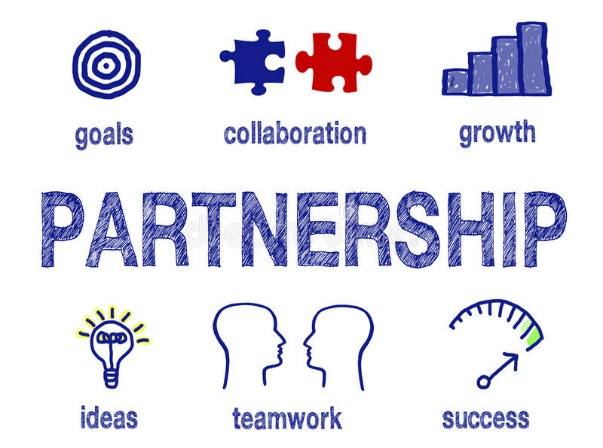 goals
collaboration
growth
PARTNERSHIP
ideas
teamwork
success